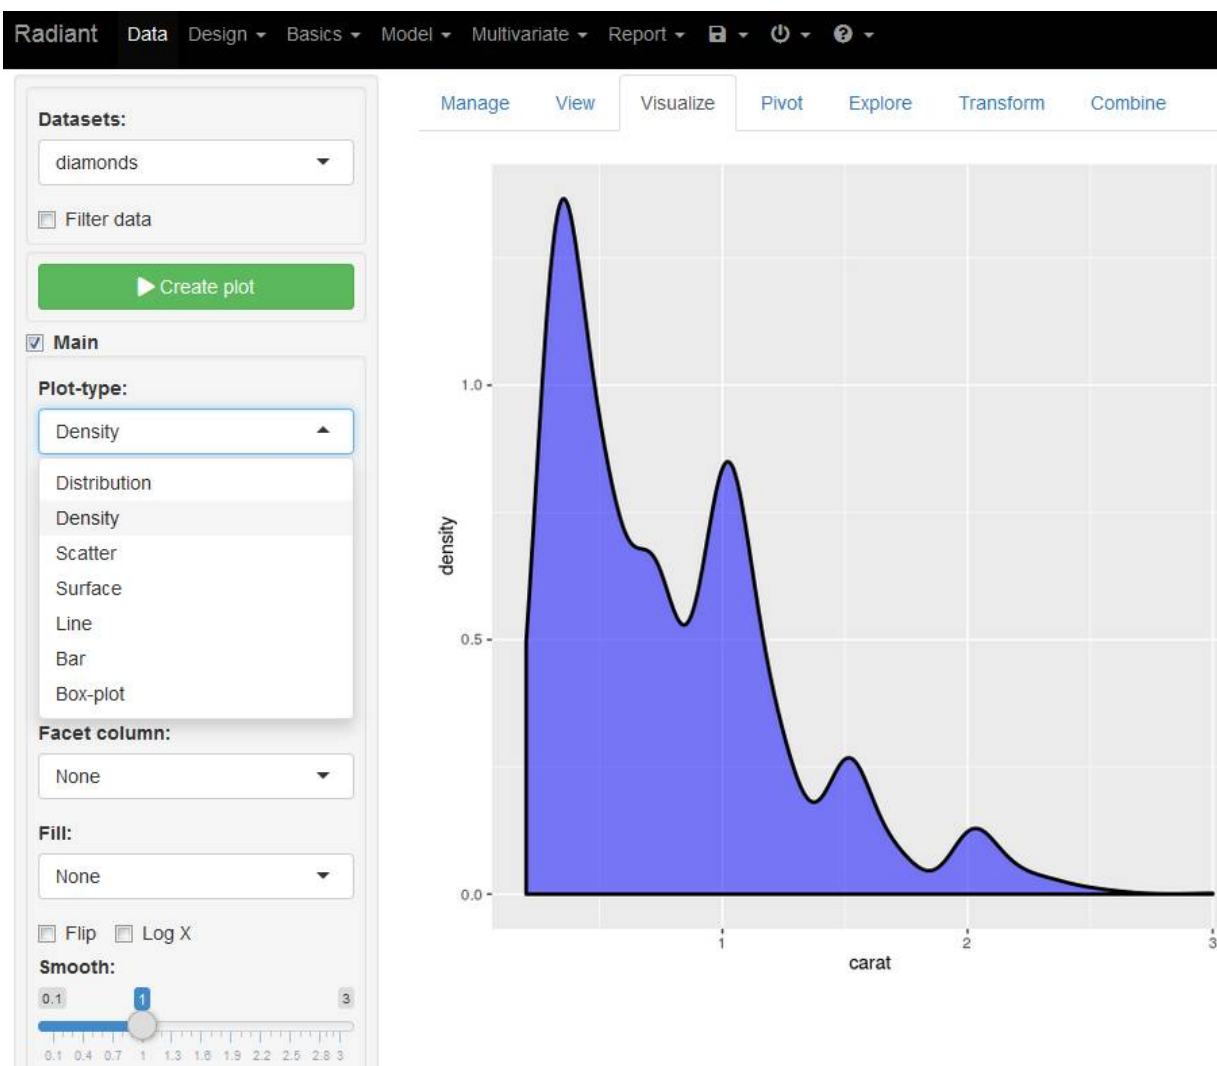 Radiant Data Design Basics Model Multivariate Report
Manage View Visualize Pivot Explore Transform Combine
Datasets:
diamonds
Filter data
Create plot
Main
Plot-type:
Density
Distribution
Density
Scatter
Surface
Line
Bar
Box-plot
Facet column:
None
Fill:
None
Flip Log X
Smooth:
0.1 1 3
0.1 0.4 0.7 1 1.3 1.6 1.9 2.2 2.5 2.8 3
density
1.0
0.5
0.0
1 2 3
carat